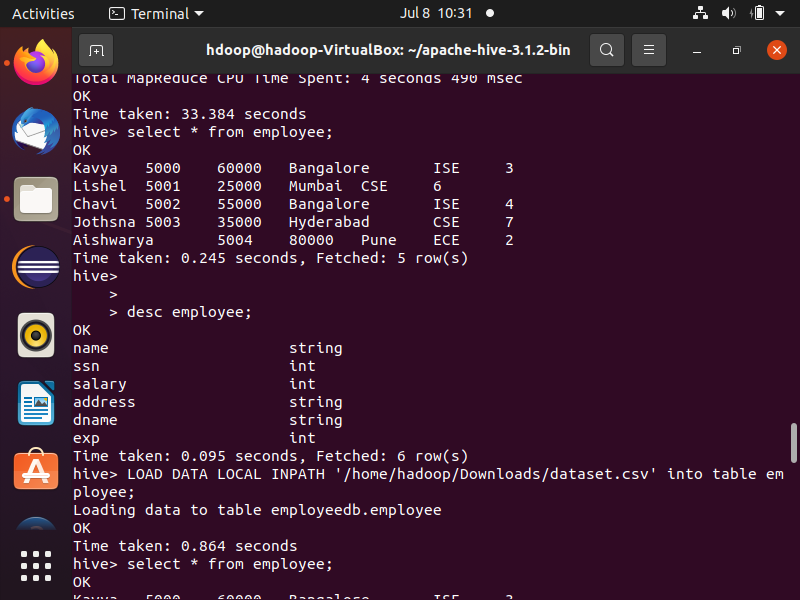 Activities Terminal Jul 8 10:31
hdoop@hadoop-VirtualBox: ~/apache-hive-3.1.2-bin
Total MapReduce CPU Time Spent: 4 seconds 490 msec
OK
Time taken: 33.384 seconds
hive> select * from employee;
OK
Kavya 5000 60000 Bangalore ISE 3
Lishel 5001 25000 Mumbai CSE 6
Chavi 5002 55000 Bangalore ISE 4
Jothsna 5003 35000 Hyderabad CSE 7
Aishwarya 5004 80000 Pune ECE 2
Time taken: 0.245 seconds, Fetched: 5 row(s)
hive>
>
> desc employee;
OK
name string
ssn int
salary int
address string
dname string
exp int
Time taken: 0.095 seconds, Fetched: 6 row(s)
hive> LOAD DATA LOCAL INPATH '/home/hadoop/Downloads/dataset.csv' into table em
ployee;
Loading data to table employeedb.employee
OK
Time taken: 0.864 seconds
hive> select * from employee;
OK
Kavya 5000 60000 Bangalore ISE 3